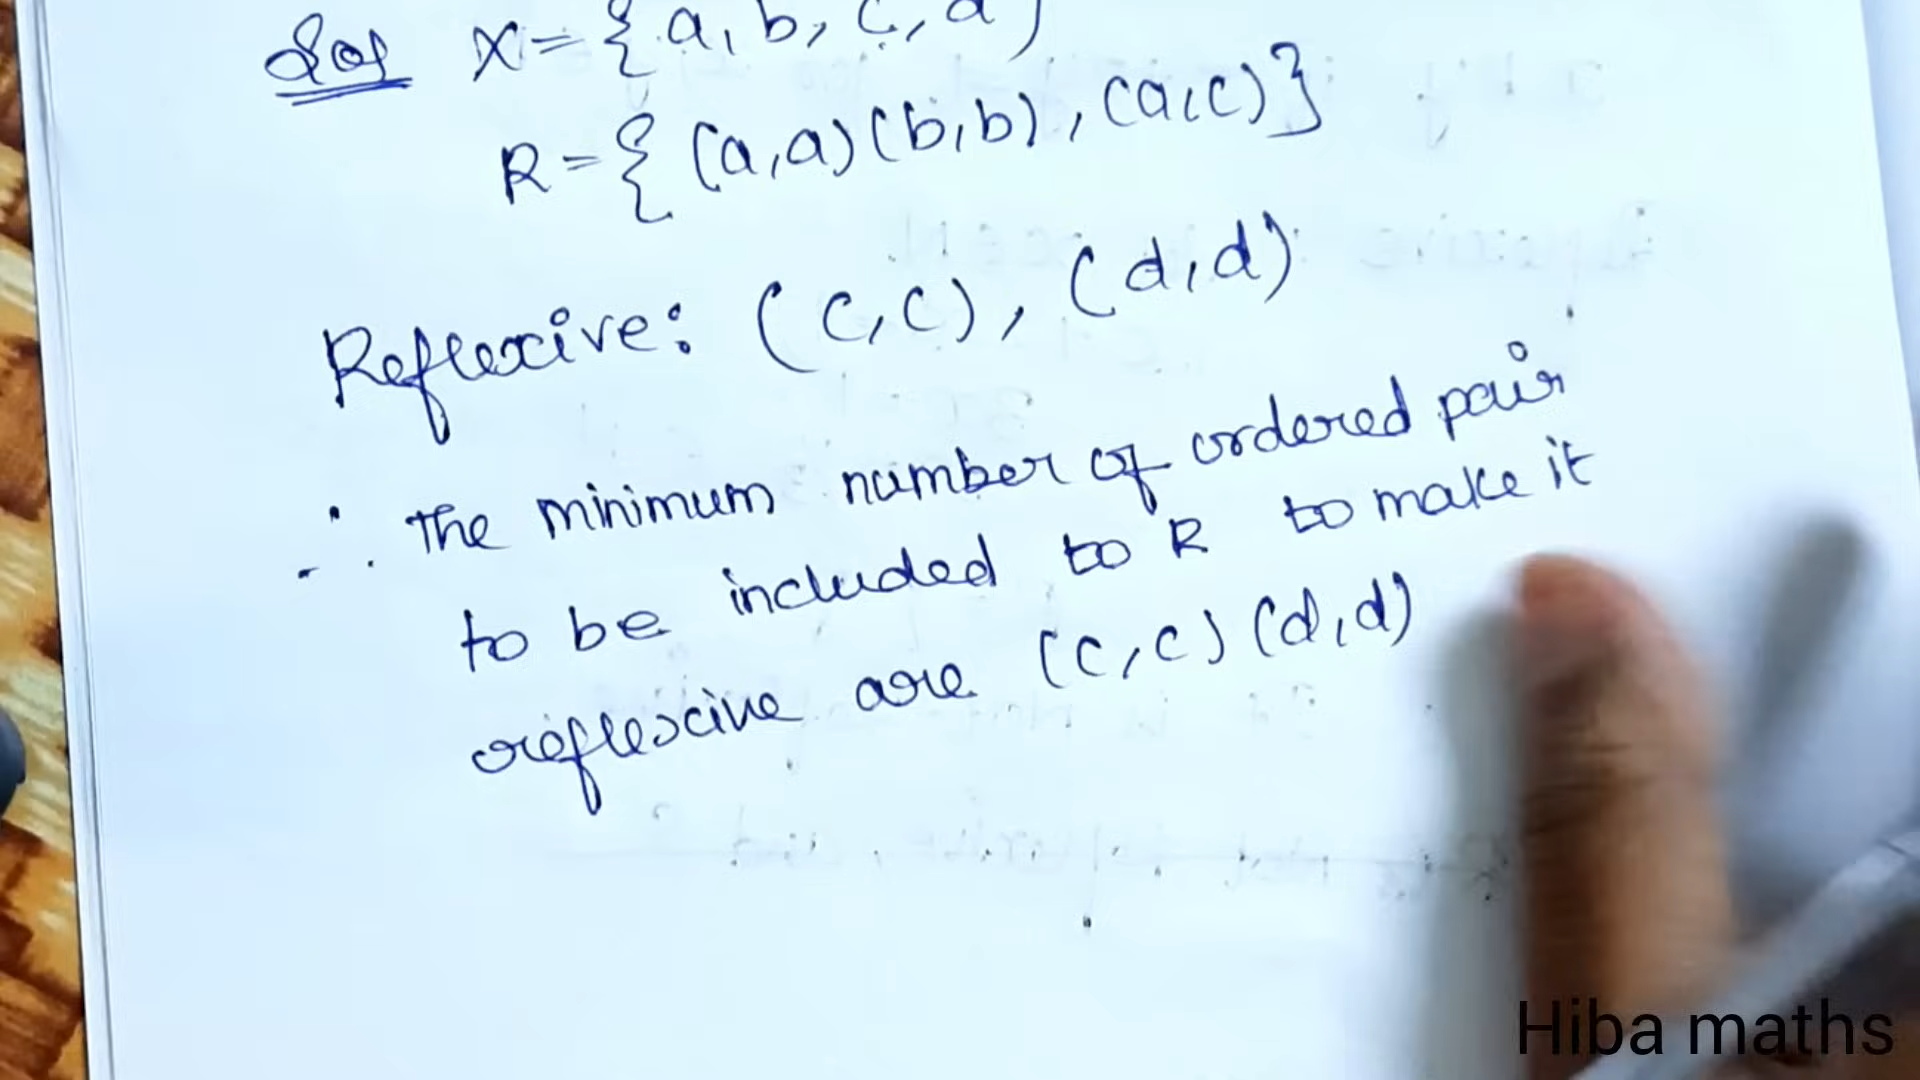 Sol X = { a, b, c, d }
R = { (a,a) (b,b), (a,c) }
Reflexive: (c,c), (d,d)
∴ The minimum number of ordered pair
to be included to R to make it
reflexive are (c,c) (d,d)
Hiba maths